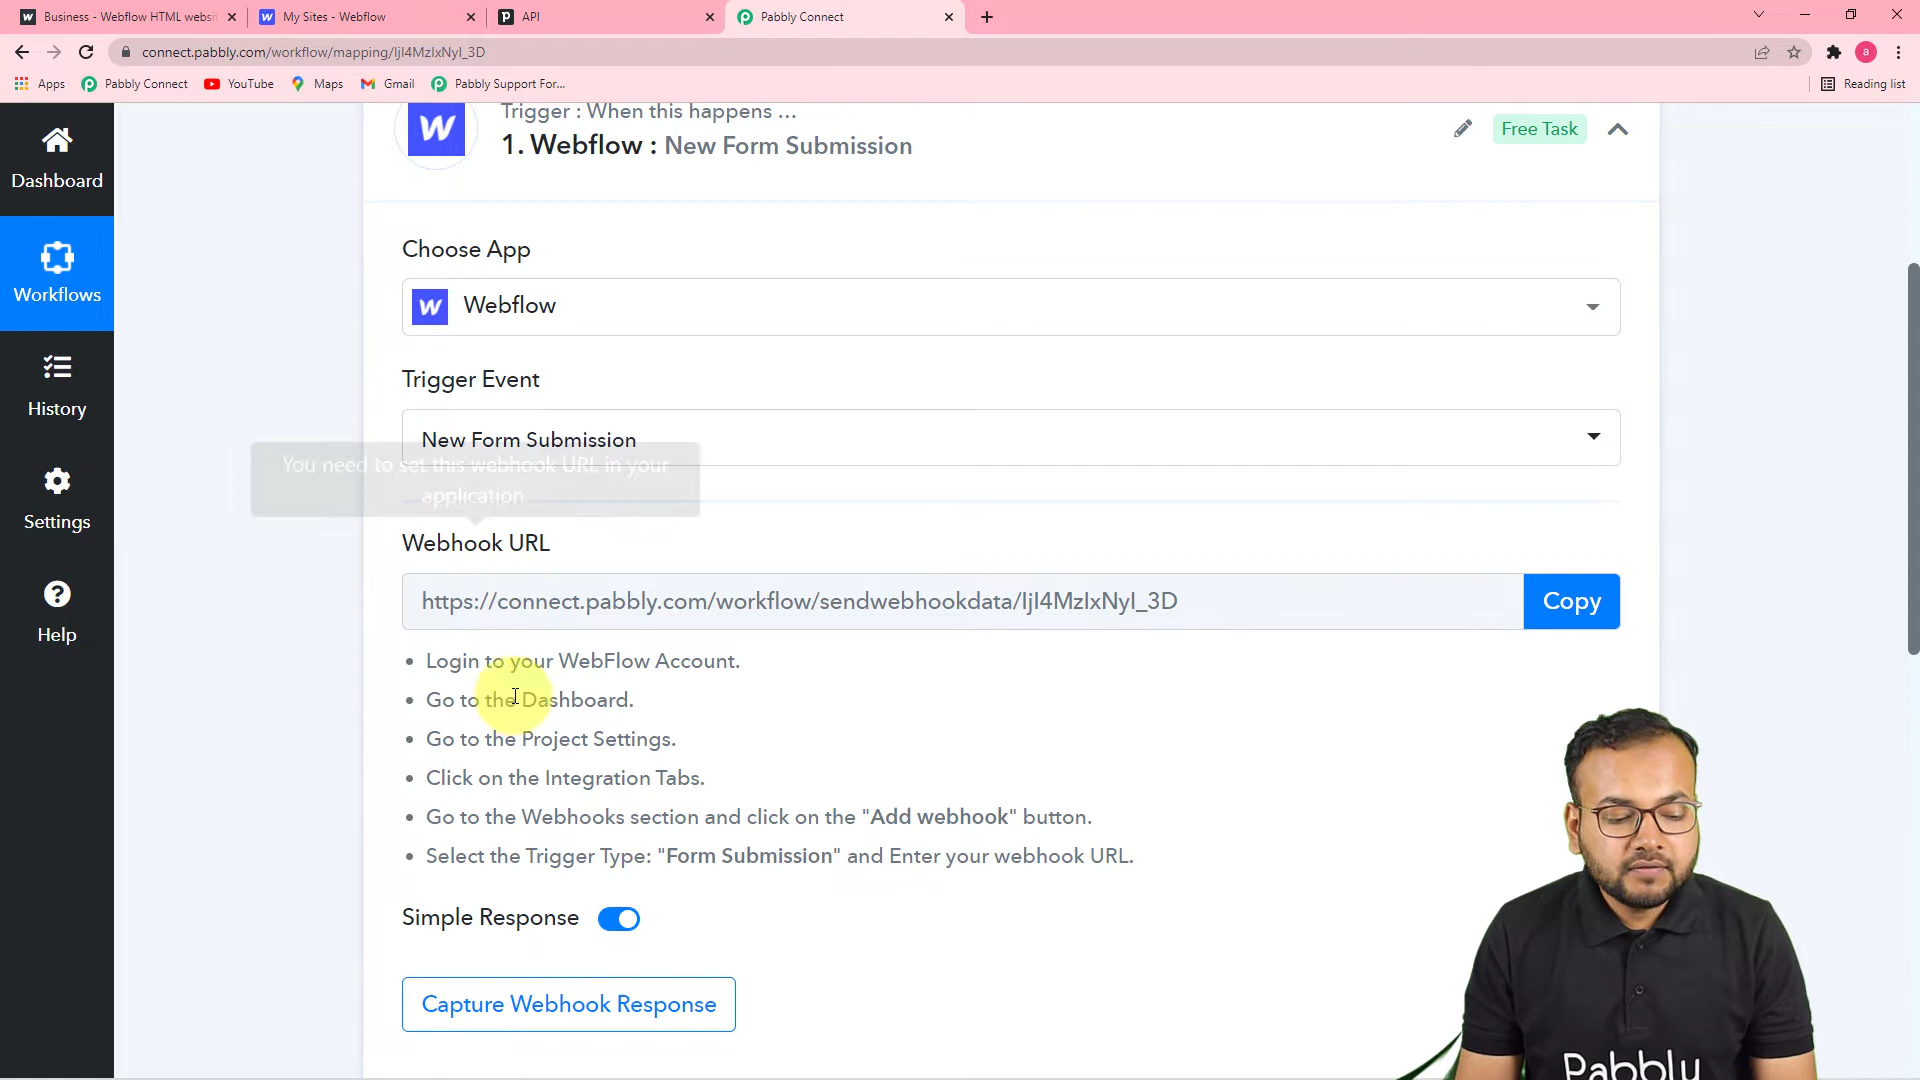 Business - Webflow HTML websi
My Sites - Webflow
API
Pabbly Connect
connect.pabbly.com/workflow/mapping/IjI4MzIxNyI_3D
a
Apps
Pabbly Connect
YouTube
Maps
Gmail
Pabbly Support For...
Reading list
Dashboard
Workflows
History
Settings
Help
Trigger : When this happens ...
1. Webflow : New Form Submission
Free Task
Choose App
Webflow
Trigger Event
New Form Submission
You need to set this webhook URL in your
application
Webhook URL
https://connect.pabbly.com/workflow/sendwebhookdata/IjI4MzIxNyI_3D
Copy
• Login to your WebFlow Account.
• Go to the Dashboard.
• Go to the Project Settings.
• Click on the Integration Tabs.
• Go to the Webhooks section and click on the "Add webhook" button.
• Select the Trigger Type: "Form Submission" and Enter your webhook URL.
Simple Response
Capture Webhook Response
Pabbly